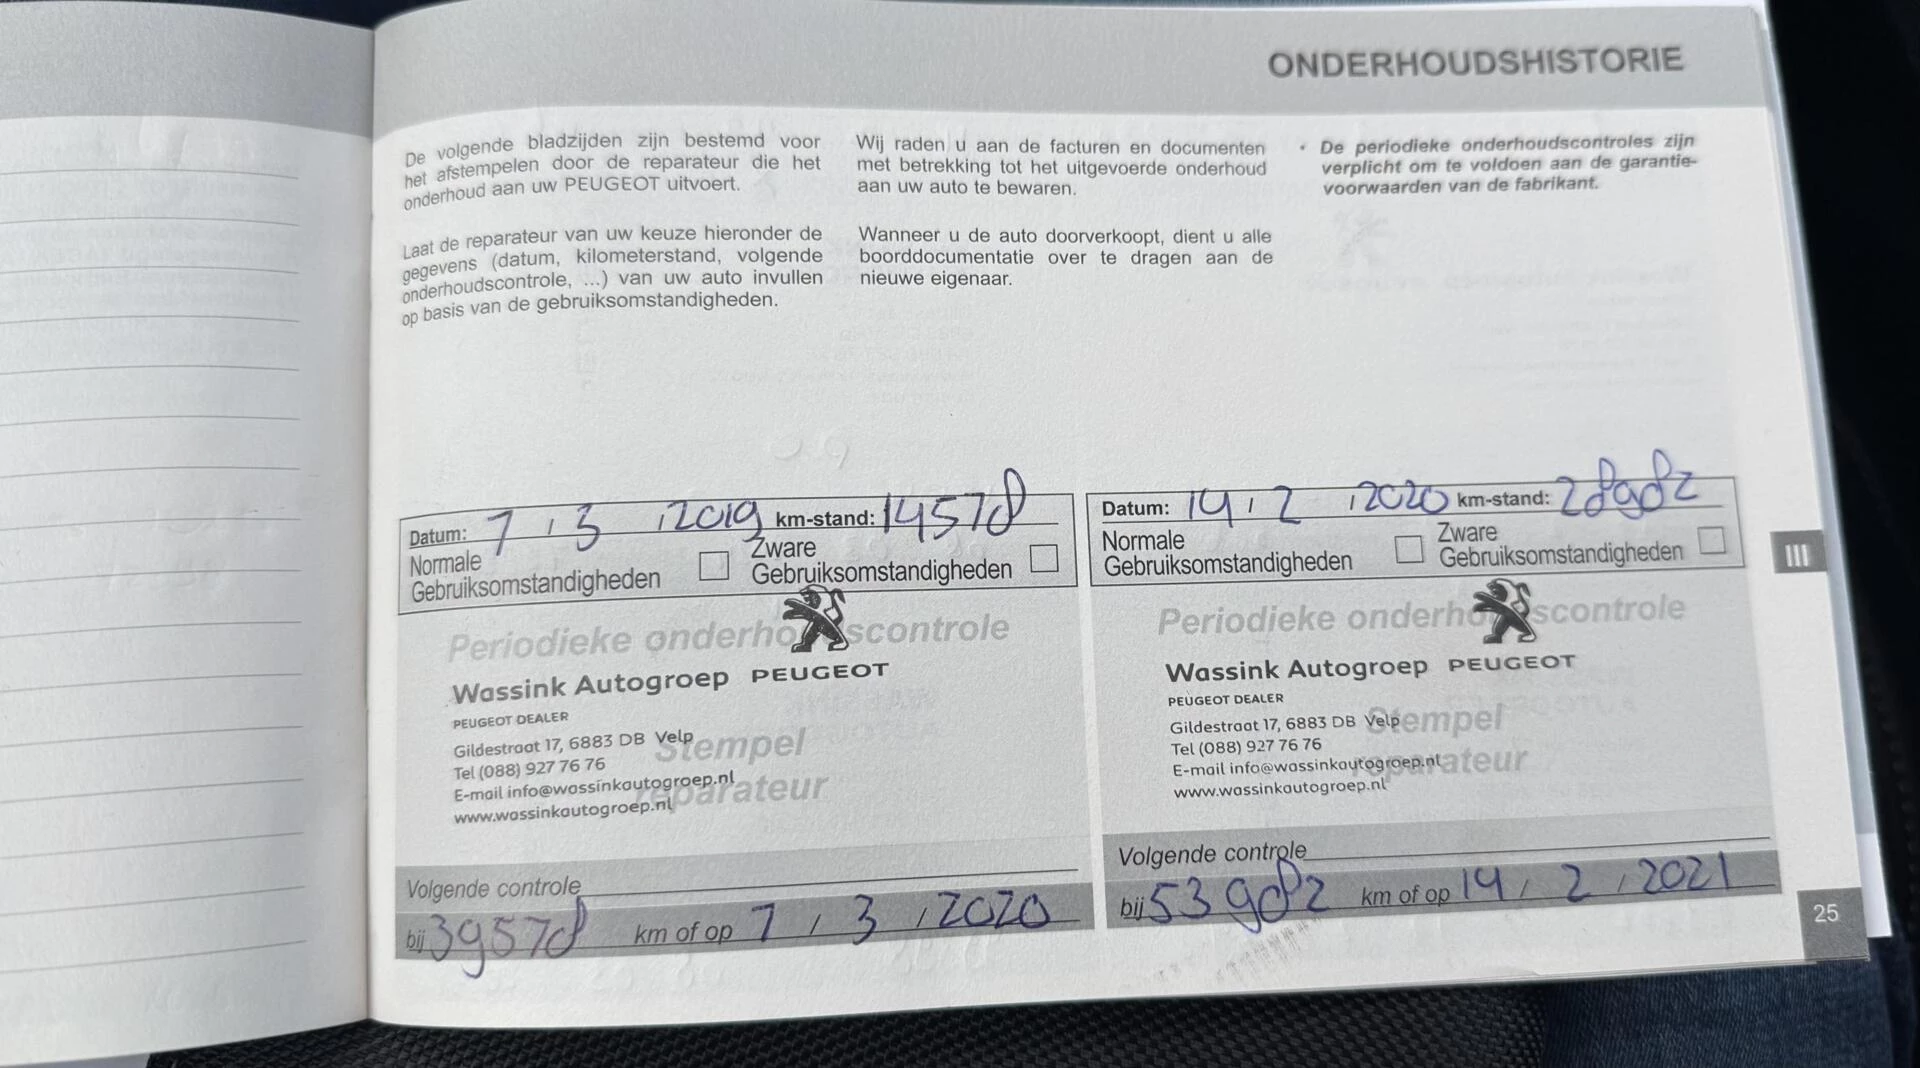 ONDERHOUDSHISTORIE
De volgende bladzijden zijn bestemd voor
het afstempelen door de reparateur die het
onderhoud aan uw PEUGEOT uitvoert.
Laat de reparateur van uw keuze hieronder de
gegevens (datum, kilometerstand, volgende
onderhoudscontrole, ...) van uw auto invullen
op basis van de gebruiksomstandigheden.
Wij raden u aan de facturen en documenten
met betrekking tot het uitgevoerde onderhoud
aan uw auto te bewaren.
Wanneer u de auto doorverkoopt, dient u alle
boorddocumentatie over te dragen aan de
nieuwe eigenaar.
• De periodieke onderhoudscontroles zijn
verplicht om te voldoen aan de garantie-
voorwaarden van de fabrikant.
Datum: 7 / 3 / 2019 km-stand: 14578
Normale
Gebruiksomstandigheden
Zware
Gebruiksomstandigheden
Periodieke onderhoudscontrole
Wassink Autogroep PEUGEOT
PEUGEOT DEALER
Gildestraat 17, 6883 DB Velp
Stempel
Tel (088) 927 76 76
E-mail info@wassinkautogroep.nl
reparateur
www.wassinkautogroep.nl
Volgende controle
bij 39578 km of op 7 / 3 / 2020
Datum: 14 / 2 / 2020 km-stand: 28982
Normale
Gebruiksomstandigheden
Zware
Gebruiksomstandigheden
Periodieke onderhoudscontrole
Wassink Autogroep PEUGEOT
PEUGEOT DEALER
Gildestraat 17, 6883 DB Velp
Stempel
Tel (088) 927 76 76
E-mail info@wassinkautogroep.nl
reparateur
www.wassinkautogroep.nl
Volgende controle
bij 53982 km of op 14 / 2 / 2021
III
25